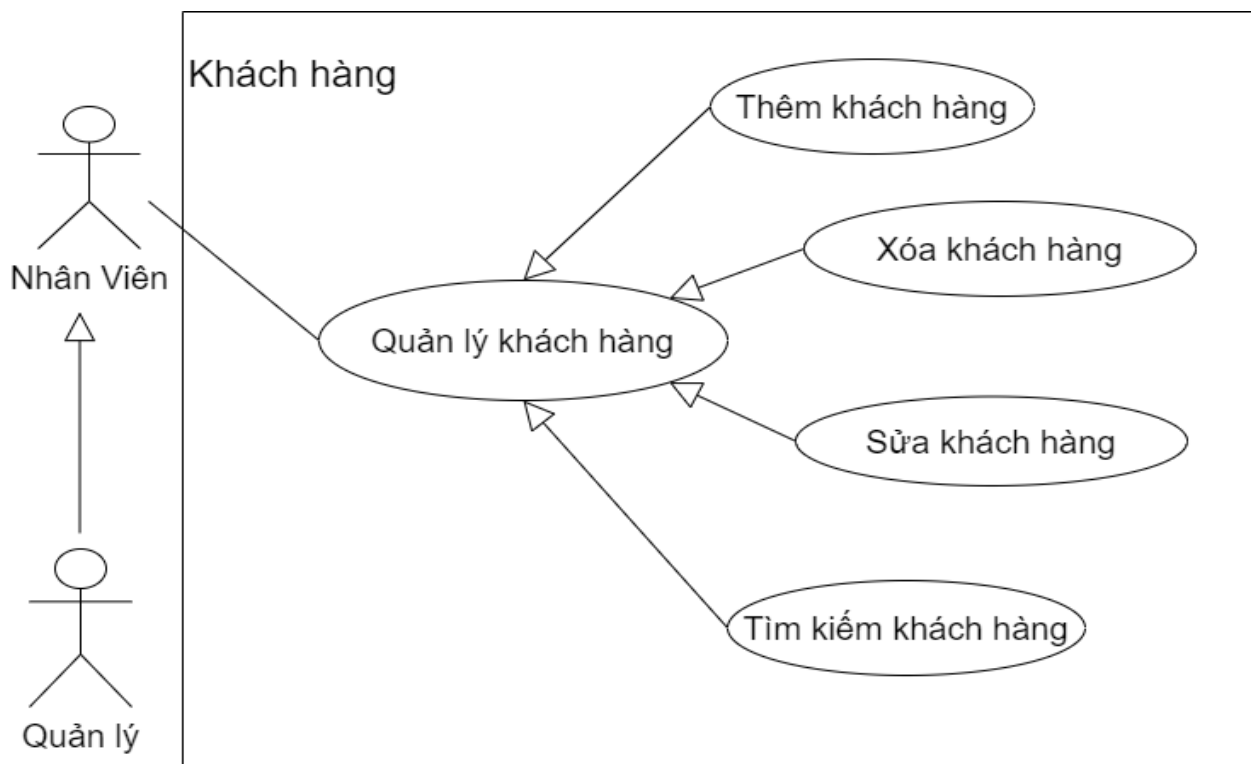 Khách hàng
Thêm khách hàng
Xóa khách hàng
Nhân Viên
Quản lý khách hàng
Sửa khách hàng
Tìm kiếm khách hàng
Quản lý